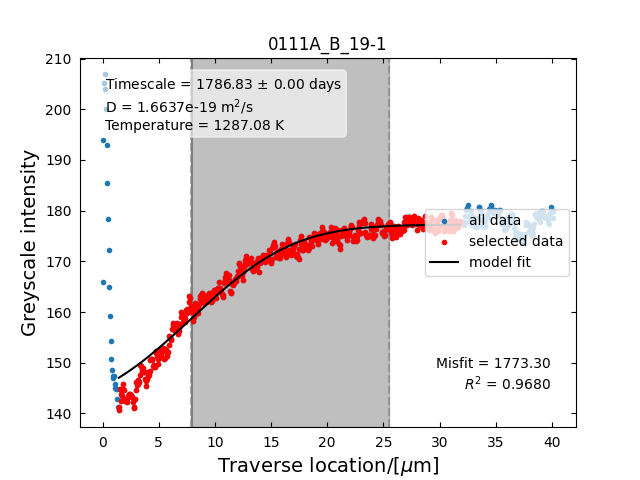 0111A_B_19-1
Timescale = 1786.83 ± 0.00 days
D = 1.6637e-19 m²/s
Temperature = 1287.08 K
210
200
190
180
170
160
150
140
Greyscale intensity
all data
selected data
model fit
Misfit = 1773.30
R² = 0.9680
0 5 10 15 20 25 30 35 40
Traverse location/[μm]